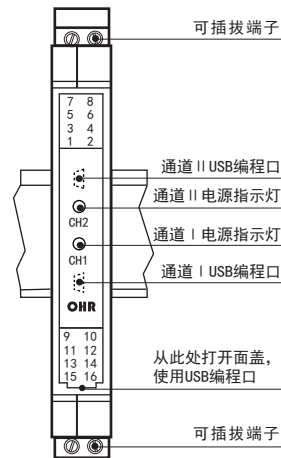 可插拔端子
7 8
5 6
3 4
1 2
通道ⅡUSB编程口
通道Ⅱ电源指示灯
CH2
通道Ⅰ电源指示灯
CH1
通道ⅠUSB编程口
OHR
9 10
11 12
13 14
15 16
从此处打开面盖，
使用USB编程口
可插拔端子